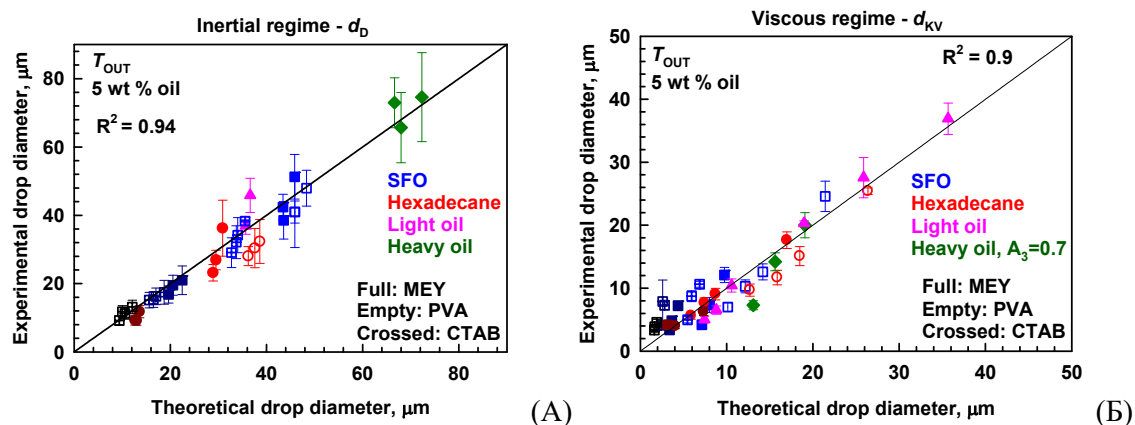 Inertial regime - d_D
T_OUT
5 wt % oil
R² = 0.94
SFO
Hexadecane
Light oil
Heavy oil
Full: MEY
Empty: PVA
Crossed: CTAB
Experimental drop diameter, μm
0
20
40
60
80
0
20
40
60
80
Theoretical drop diameter, μm
(А)
Viscous regime - d_KV
T_OUT
5 wt % oil
R² = 0.9
SFO
Hexadecane
Light oil
Heavy oil, A₃=0.7
Full: MEY
Empty: PVA
Crossed: CTAB
Experimental drop diameter, μm
0
10
20
30
40
50
0
10
20
30
40
50
Theoretical drop diameter, μm
(Б)